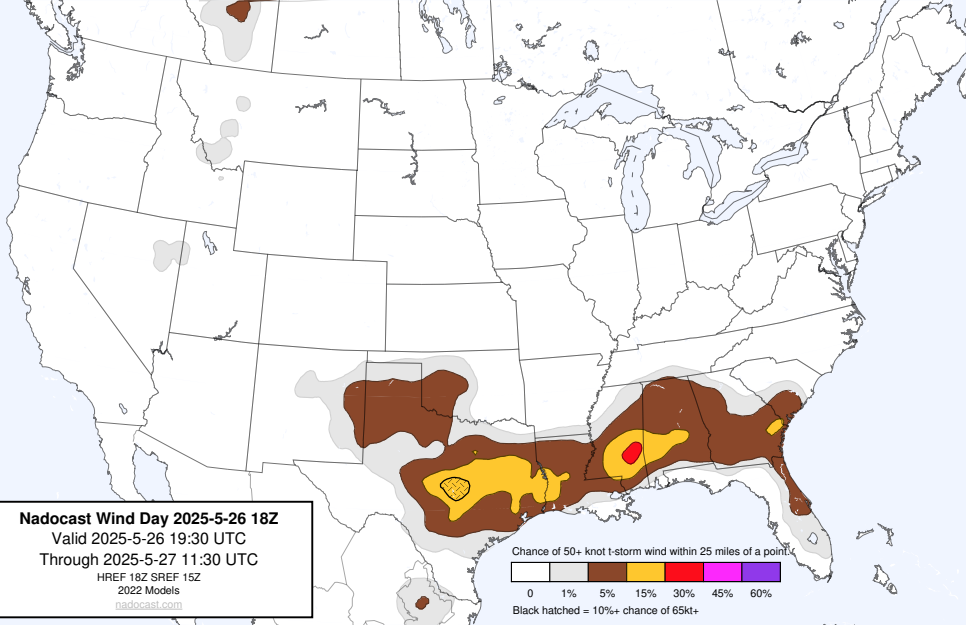 Nadocast Wind Day 2025-5-26 18Z
Valid 2025-5-26 19:30 UTC
Through 2025-5-27 11:30 UTC
HREF 18Z SREF 15Z
2022 Models
nadocast.com
Chance of 50+ knot t-storm wind within 25 miles of a point.
0 1% 5% 15% 30% 45% 60%
Black hatched = 10%+ chance of 65kt+